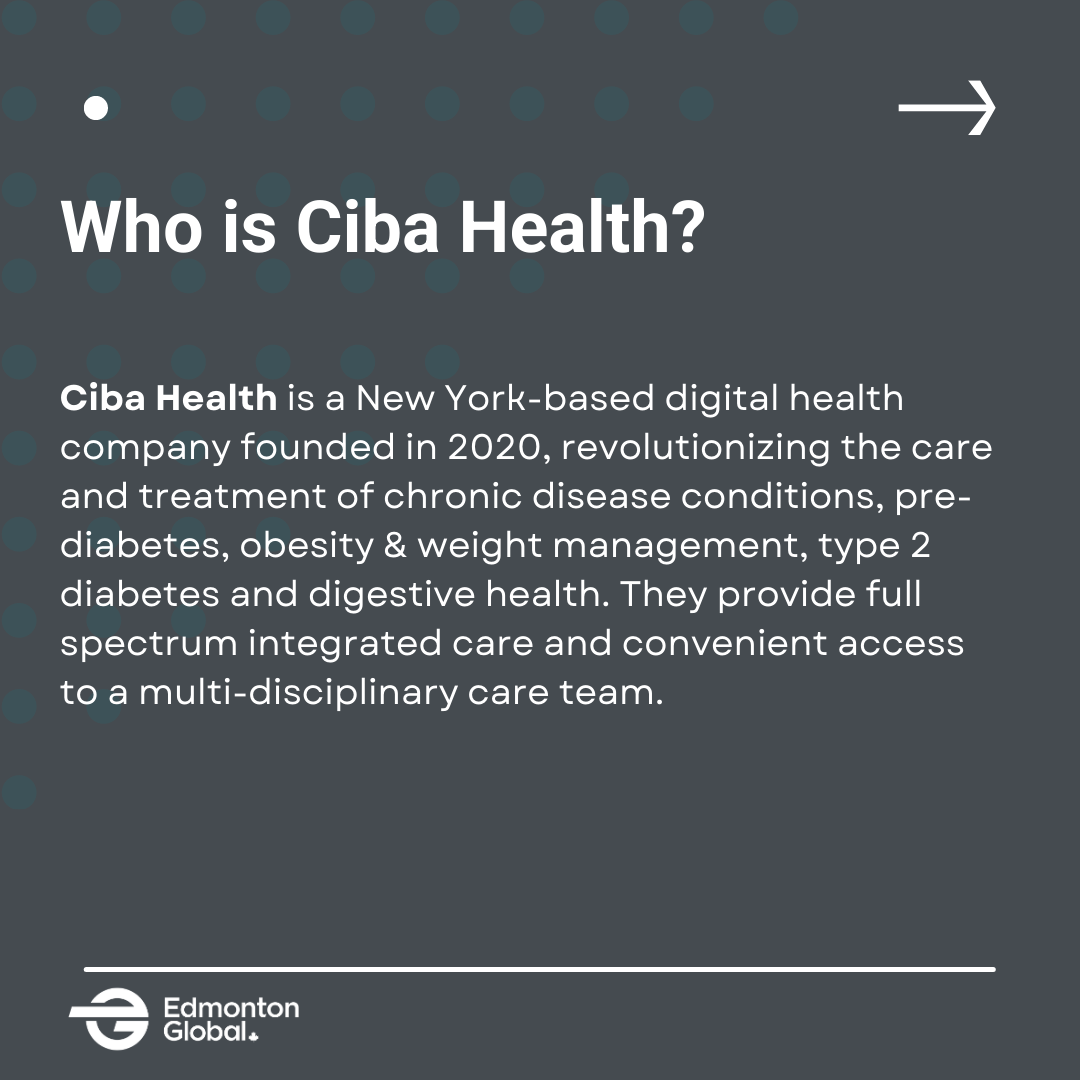 Who is Ciba Health?
Ciba Health is a New York-based digital health
company founded in 2020, revolutionizing the care
and treatment of chronic disease conditions, pre-
diabetes, obesity & weight management, type 2
diabetes and digestive health. They provide full
spectrum integrated care and convenient access
to a multi-disciplinary care team.
Edmonton
Global.